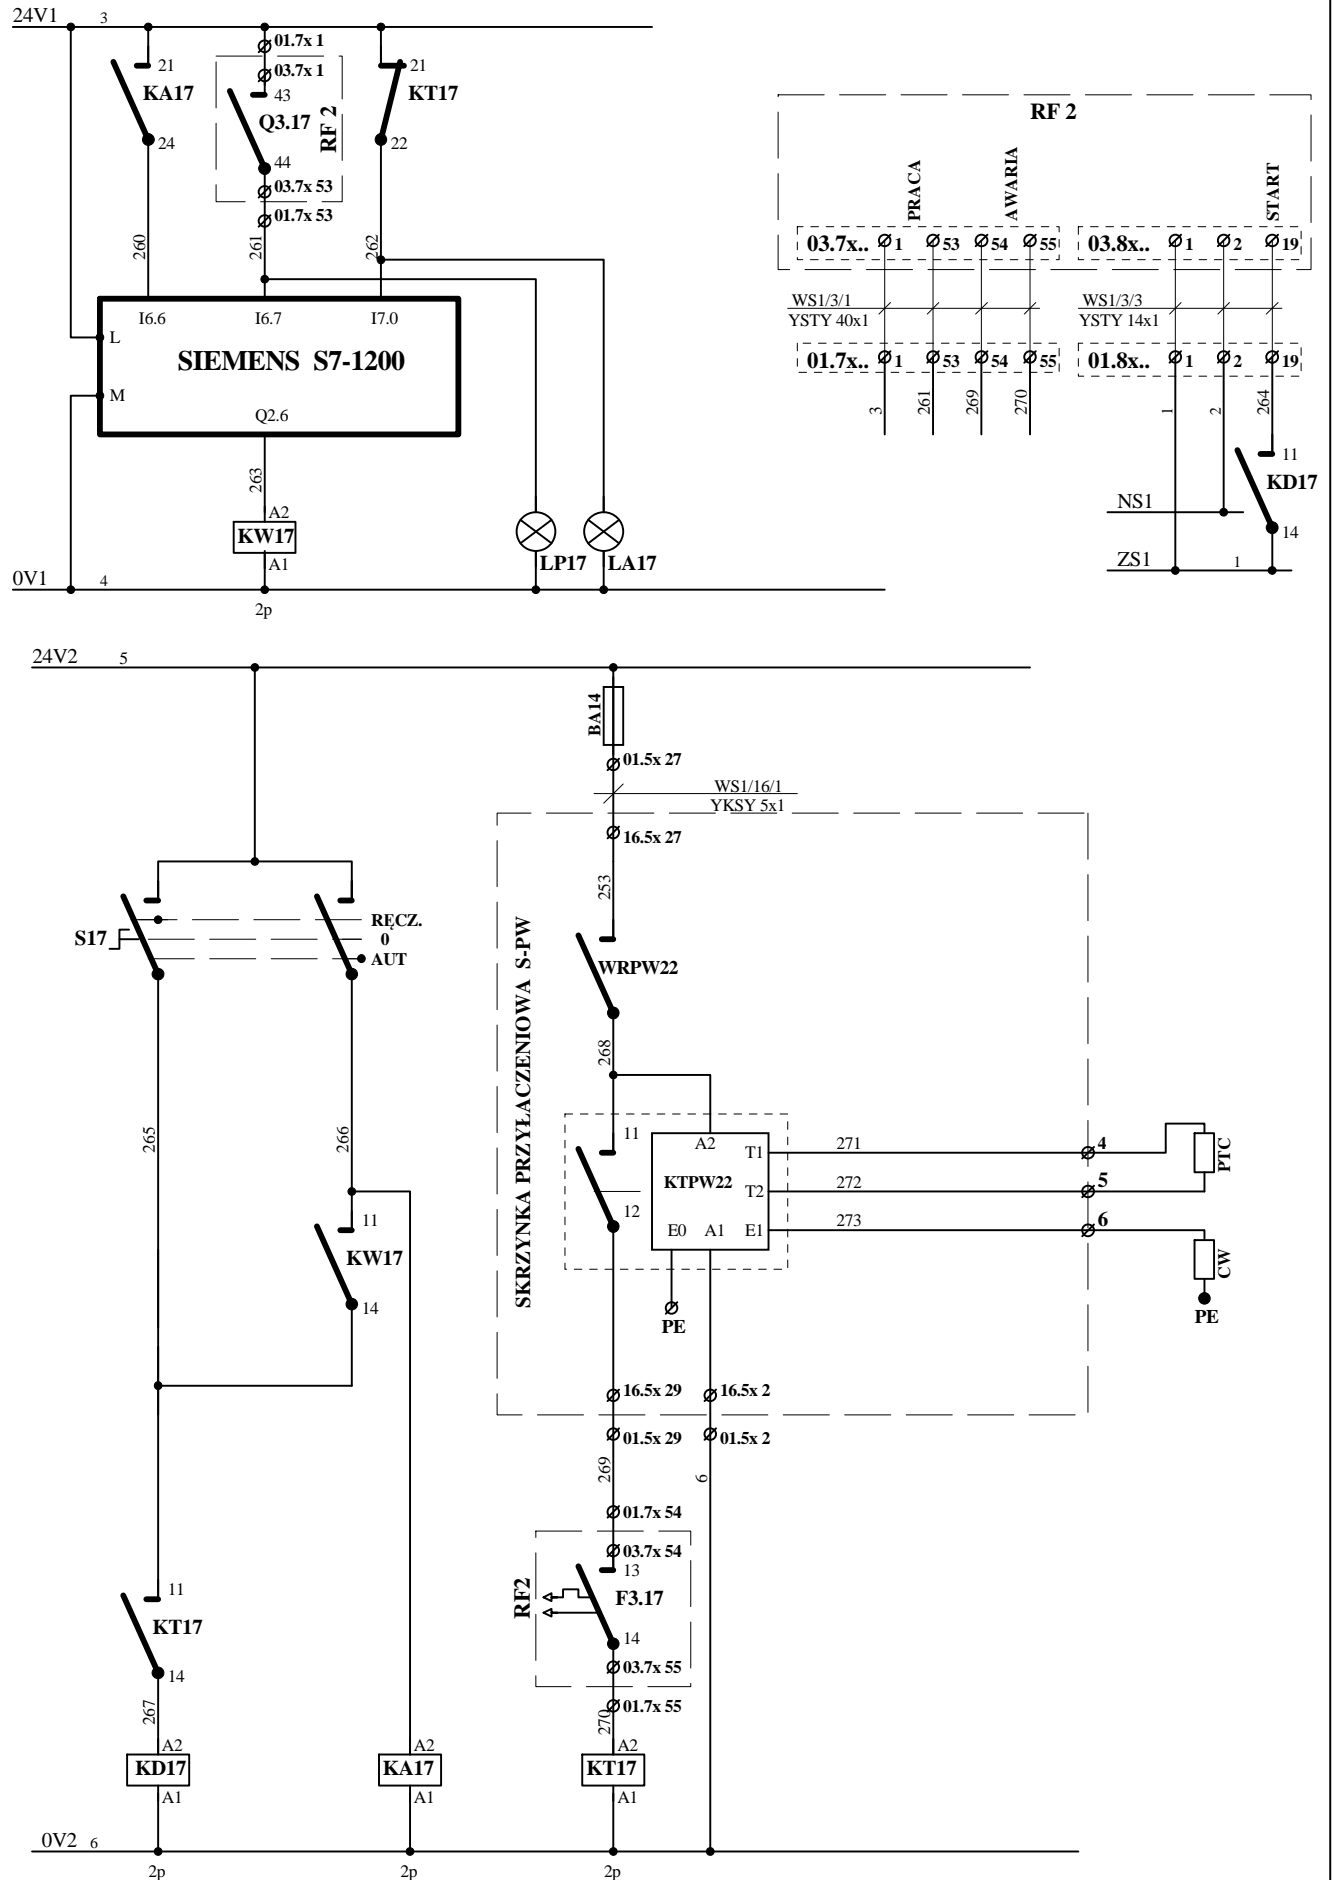 24V1 3
01.7x 1
21
KA17
24
03.7x 1
43
Q3.17
44
RF 2
03.7x 53
01.7x 53
21
KT17
22
260
261
262
I6.6 I6.7 I7.0
L
SIEMENS S7-1200
M
Q2.6
263
A2
KW17
A1
LP17 LA17
0V1 4
2p
RF 2
PRACA
AWARIA
START
03.7x.. 1 53 54 55
03.8x.. 1 2 19
WS1/3/1
YSTY 40x1
WS1/3/3
YSTY 14x1
01.7x.. 1 53 54 55
01.8x.. 1 2 19
3
261
269
270
1
2
264
11
KD17
14
NS1
ZS1 1
24V2 5
BA14
01.5x 27
WS1/16/1
YKSY 5x1
16.5x 27
253
SKRZYNKA PRZYŁACZENIOWA S-PW
WRPW22
268
S17
RĘCZ.
0
AUT
265
266
11
KW17
14
11
12
A2
T1
KTPW22
T2
E0 A1 E1
PE
271
272
273
4
5
6
PTC
CW
PE
16.5x 29 16.5x 2
01.5x 29 01.5x 2
269
6
01.7x 54
03.7x 54
RF2
13
F3.17
14
03.7x 55
01.7x 55
270
11
KT17
14
267
A2
KD17
A1
A2
KA17
A1
A2
KT17
A1
0V2 6
2p 2p 2p